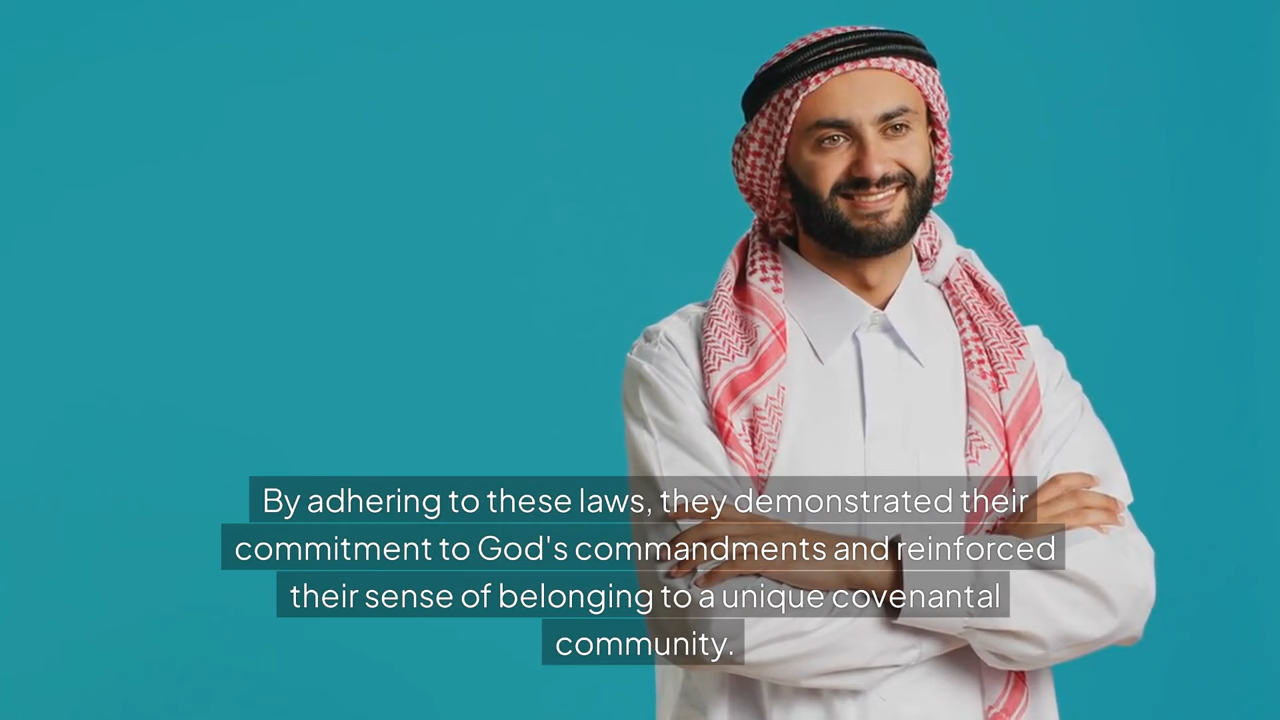 By adhering to these laws, they demonstrated their
commitment to God's commandments and reinforced
their sense of belonging to a unique covenantal
community.